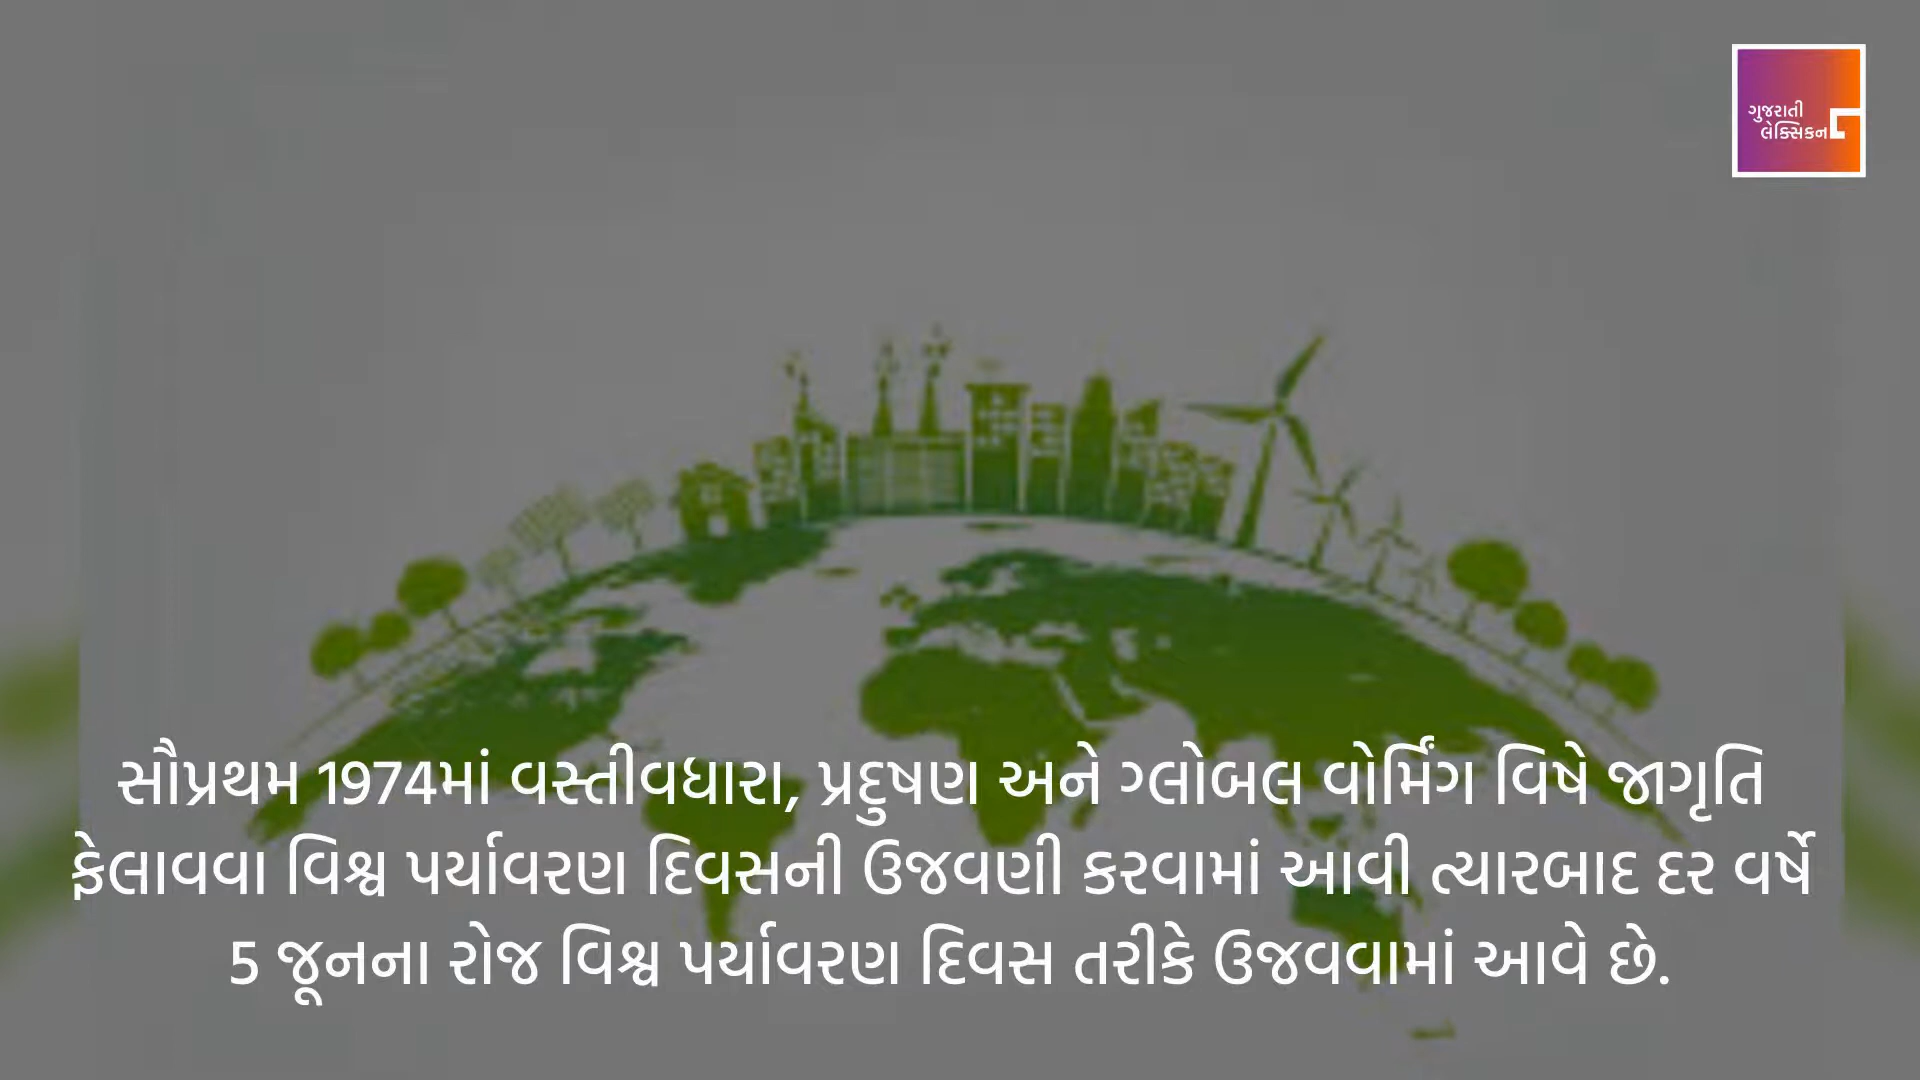 ગુજરાતી
લેક્સિકન
સૌપ્રથમ 1974માં વસ્તીવધારા, પ્રદુષણ અને ગ્લોબલ વોર્મિંગ વિષે જાગૃતિ
ફેલાવવા વિશ્વ પર્યાવરણ દિવસની ઉજવણી કરવામાં આવી ત્યારબાદ દર વર્ષે
5 જૂનના રોજ વિશ્વ પર્યાવરણ દિવસ તરીકે ઉજવવામાં આવે છે.